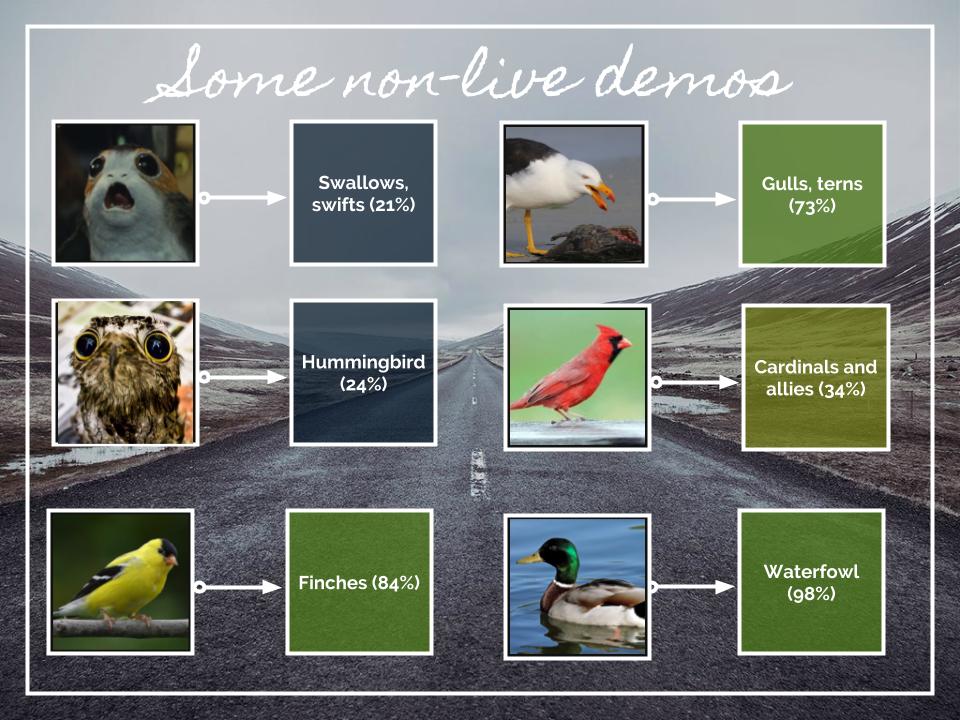 Some non-live demos
Swallows,
swifts (21%)
Gulls, terns
(73%)
Hummingbird
(24%)
Cardinals and
allies (34%)
Finches (84%)
Waterfowl
(98%)